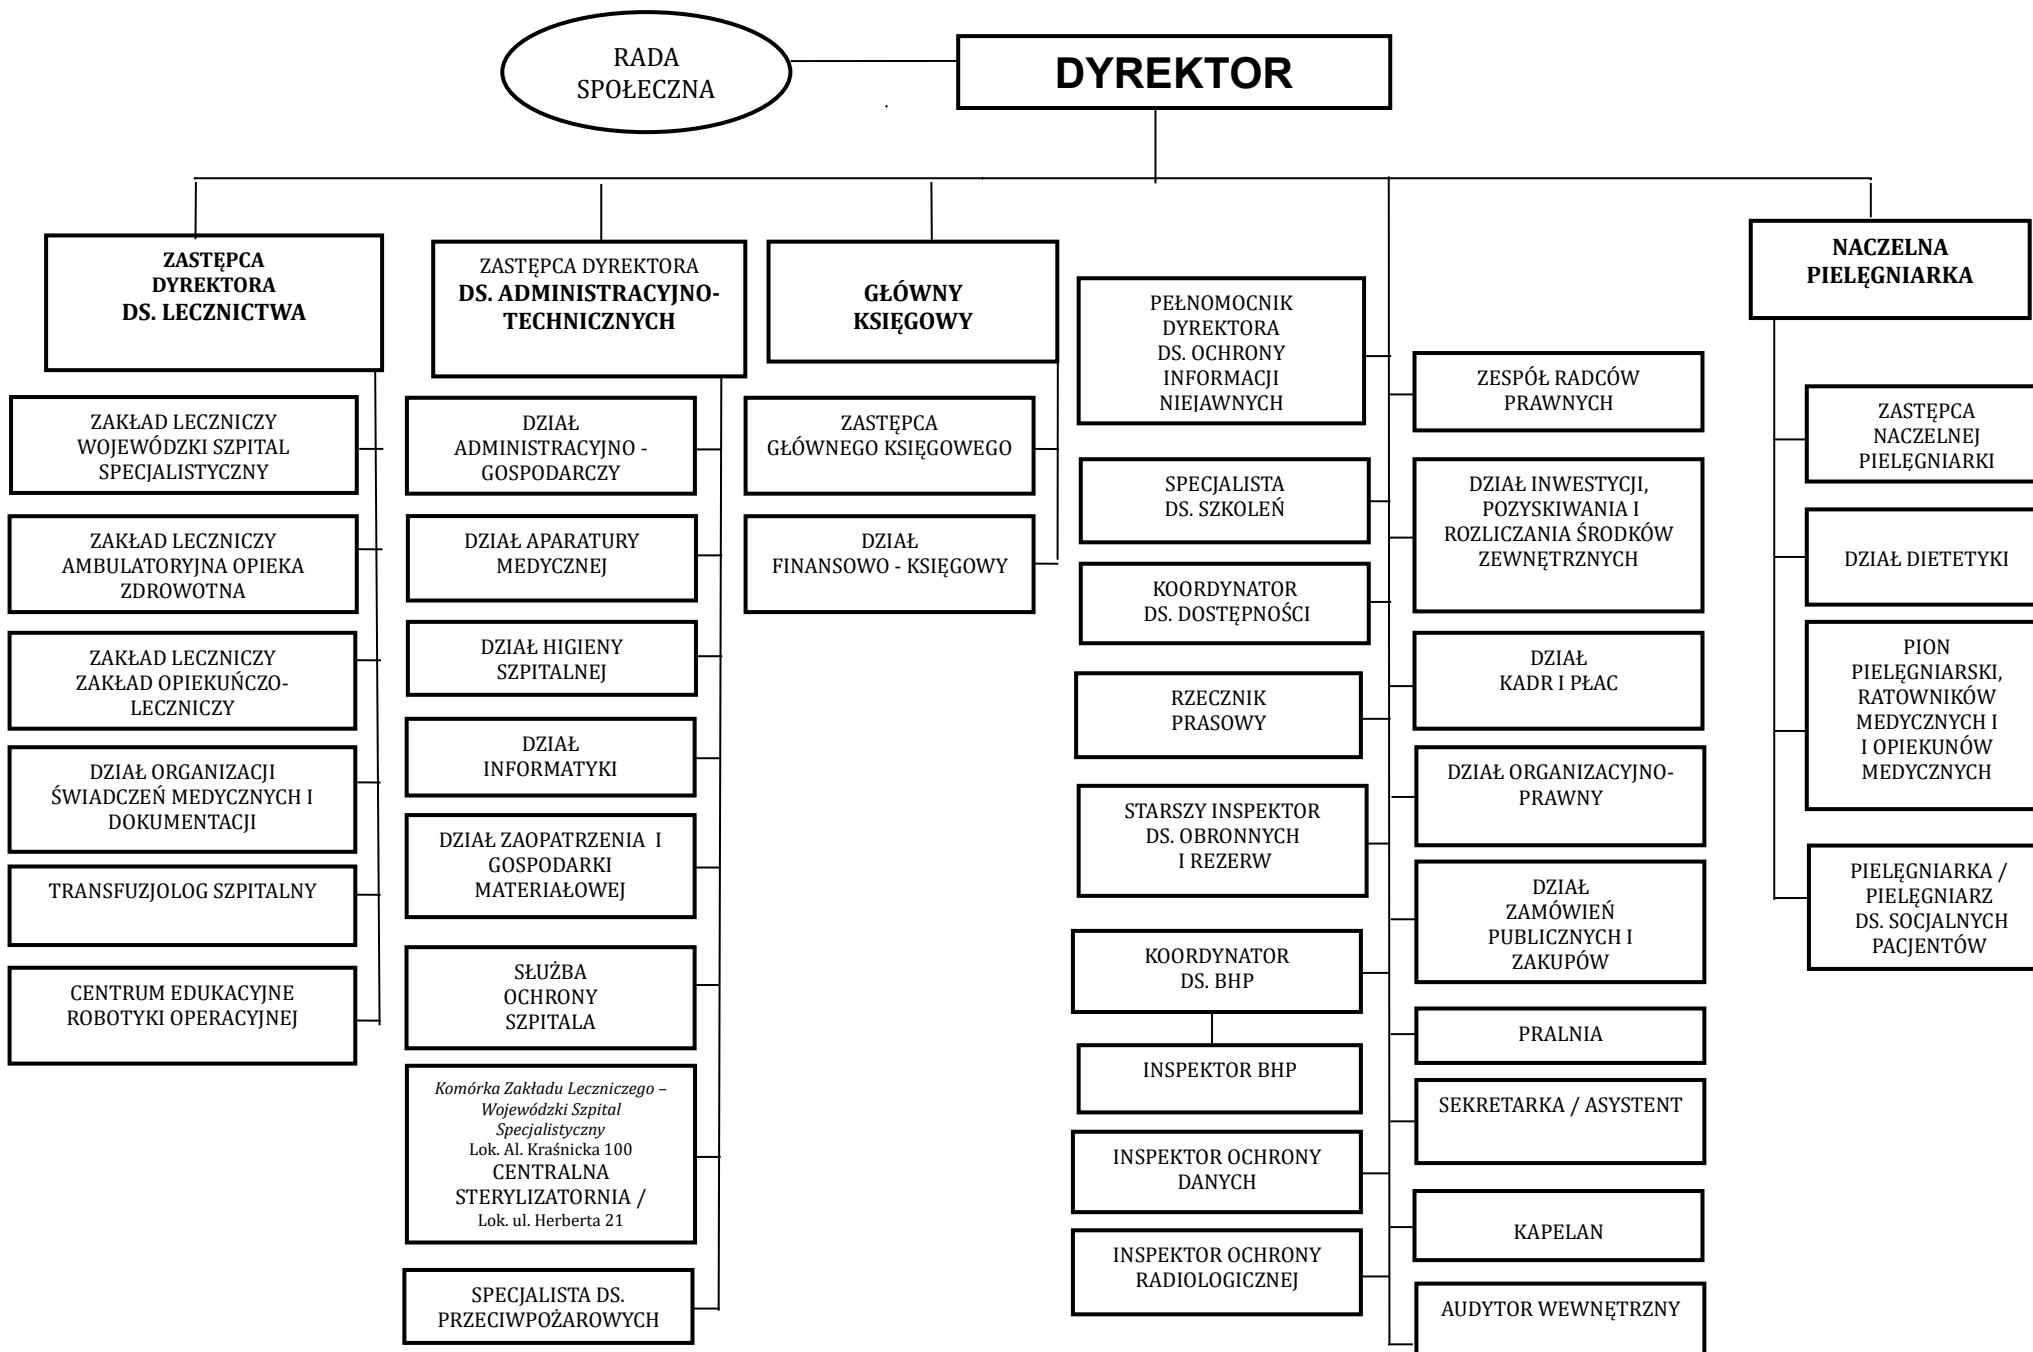 RADA
SPOŁECZNA
DYREKTOR
ZASTĘPCA
DYREKTORA
DS. LECZNICTWA
ZAKŁAD LECZNICZY
WOJEWÓDZKI SZPITAL
SPECJALISTYCZNY
ZAKŁAD LECZNICZY
AMBULATORYJNA OPIEKA
ZDROWOTNA
ZAKŁAD LECZNICZY
ZAKŁAD OPIEKUŃCZO-
LECZNICZY
DZIAŁ ORGANIZACJI
ŚWIADCZEŃ MEDYCZNYCH I
DOKUMENTACJI
TRANSFUZJOLOG SZPITALNY
CENTRUM EDUKACYJNE
ROBOTYKI OPERACYJNEJ
ZASTĘPCA DYREKTORA
DS. ADMINISTRACYJNO-
TECHNICZNYCH
DZIAŁ
ADMINISTRACYJNO -
GOSPODARCZY
DZIAŁ APARATURY
MEDYCZNEJ
DZIAŁ HIGIENY
SZPITALNEJ
DZIAŁ
INFORMATYKI
DZIAŁ ZAOPATRZENIA I
GOSPODARKI
MATERIAŁOWEJ
SŁUŻBA
OCHRONY
SZPITALA
Komórka Zakładu Leczniczego –
Wojewódzki Szpital
Specjalistyczny
Lok. Al. Kraśnicka 100
CENTRALNA
STERYLIZATORNIA /
Lok. ul. Herberta 21
SPECJALISTA DS.
PRZECIWPOŻAROWYCH
GŁÓWNY
KSIĘGOWY
ZASTĘPCA
GŁÓWNEGO KSIĘGOWEGO
DZIAŁ
FINANSOWO - KSIĘGOWY
PEŁNOMOCNIK
DYREKTORA
DS. OCHRONY
INFORMACJI
NIEJAWNYCH
SPECJALISTA
DS. SZKOLEŃ
KOORDYNATOR
DS. DOSTĘPNOŚCI
RZECZNIK
PRASOWY
STARSZY INSPEKTOR
DS. OBRONNYCH
I REZERW
KOORDYNATOR
DS. BHP
INSPEKTOR BHP
INSPEKTOR OCHRONY
DANYCH
INSPEKTOR OCHRONY
RADIOLOGICZNEJ
ZESPÓŁ RADCÓW
PRAWNYCH
DZIAŁ INWESTYCJI,
POZYSKIWANIA I
ROZLICZANIA ŚRODKÓW
ZEWNĘTRZNYCH
DZIAŁ
KADR I PŁAC
DZIAŁ ORGANIZACYJNO-
PRAWNY
DZIAŁ
ZAMÓWIEŃ
PUBLICZNYCH I
ZAKUPÓW
PRALNIA
SEKRETARKA / ASYSTENT
KAPELAN
AUDYTOR WEWNĘTRZNY
NACZELNA
PIELĘGNIARKA
ZASTĘPCA
NACZELNEJ
PIELĘGNIARKI
DZIAŁ DIETETYKI
PION
PIELĘGNIARSKI,
RATOWNIKÓW
MEDYCZNYCH I
I OPIEKUNÓW
MEDYCZNYCH
PIELĘGNIARKA /
PIELĘGNIARZ
DS. SOCJALNYCH
PACJENTÓW